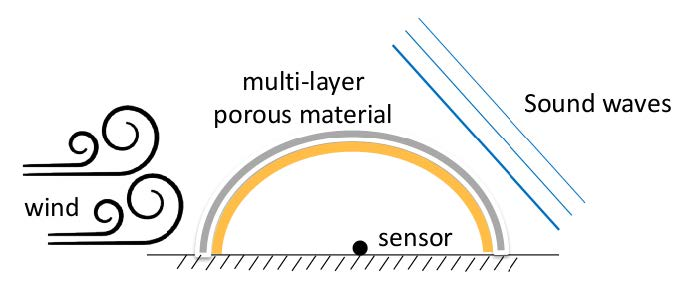 multi-layer
porous material
Sound waves
wind
sensor